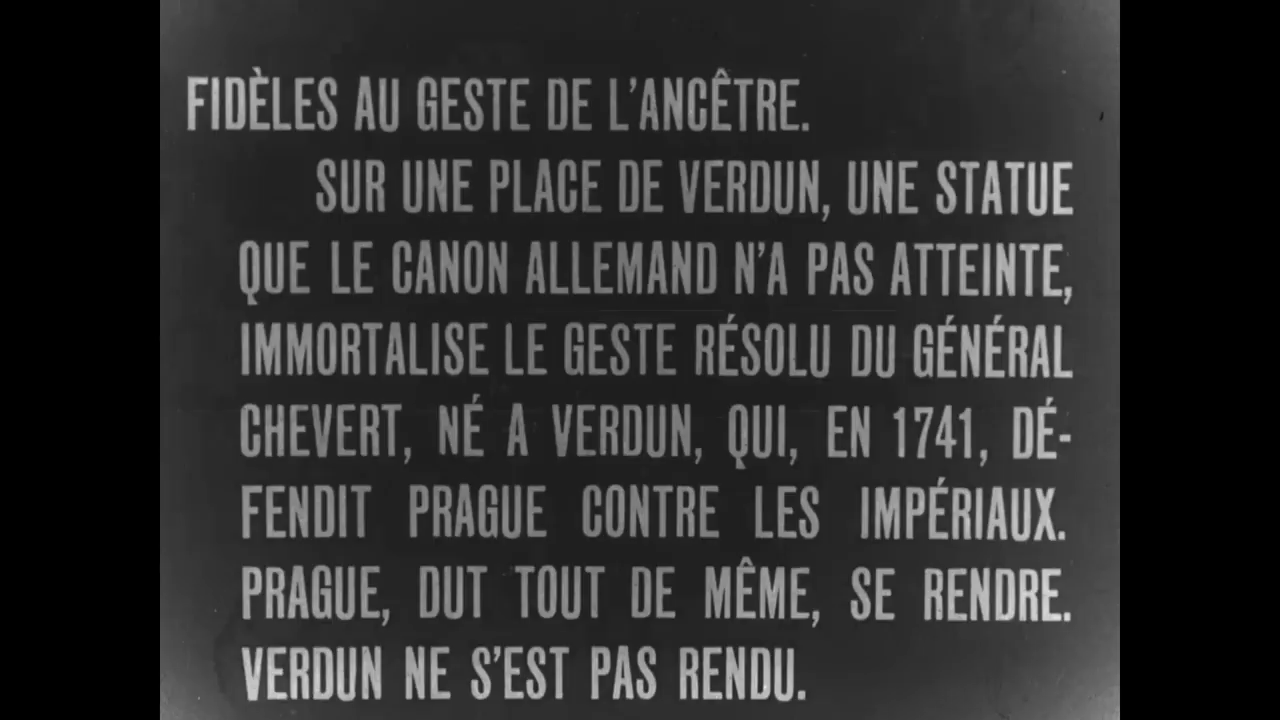 FIDÈLES AU GESTE DE L'ANCÊTRE.
SUR UNE PLACE DE VERDUN, UNE STATUE
QUE LE CANON ALLEMAND N'A PAS ATTEINTE,
IMMORTALISE LE GESTE RÉSOLU DU GÉNÉRAL
CHEVERT, NÉ A VERDUN, QUI, EN 1741, DÉ-
FENDIT PRAGUE CONTRE LES IMPÉRIAUX.
PRAGUE, DUT TOUT DE MÊME, SE RENDRE.
VERDUN NE S'EST PAS RENDU.